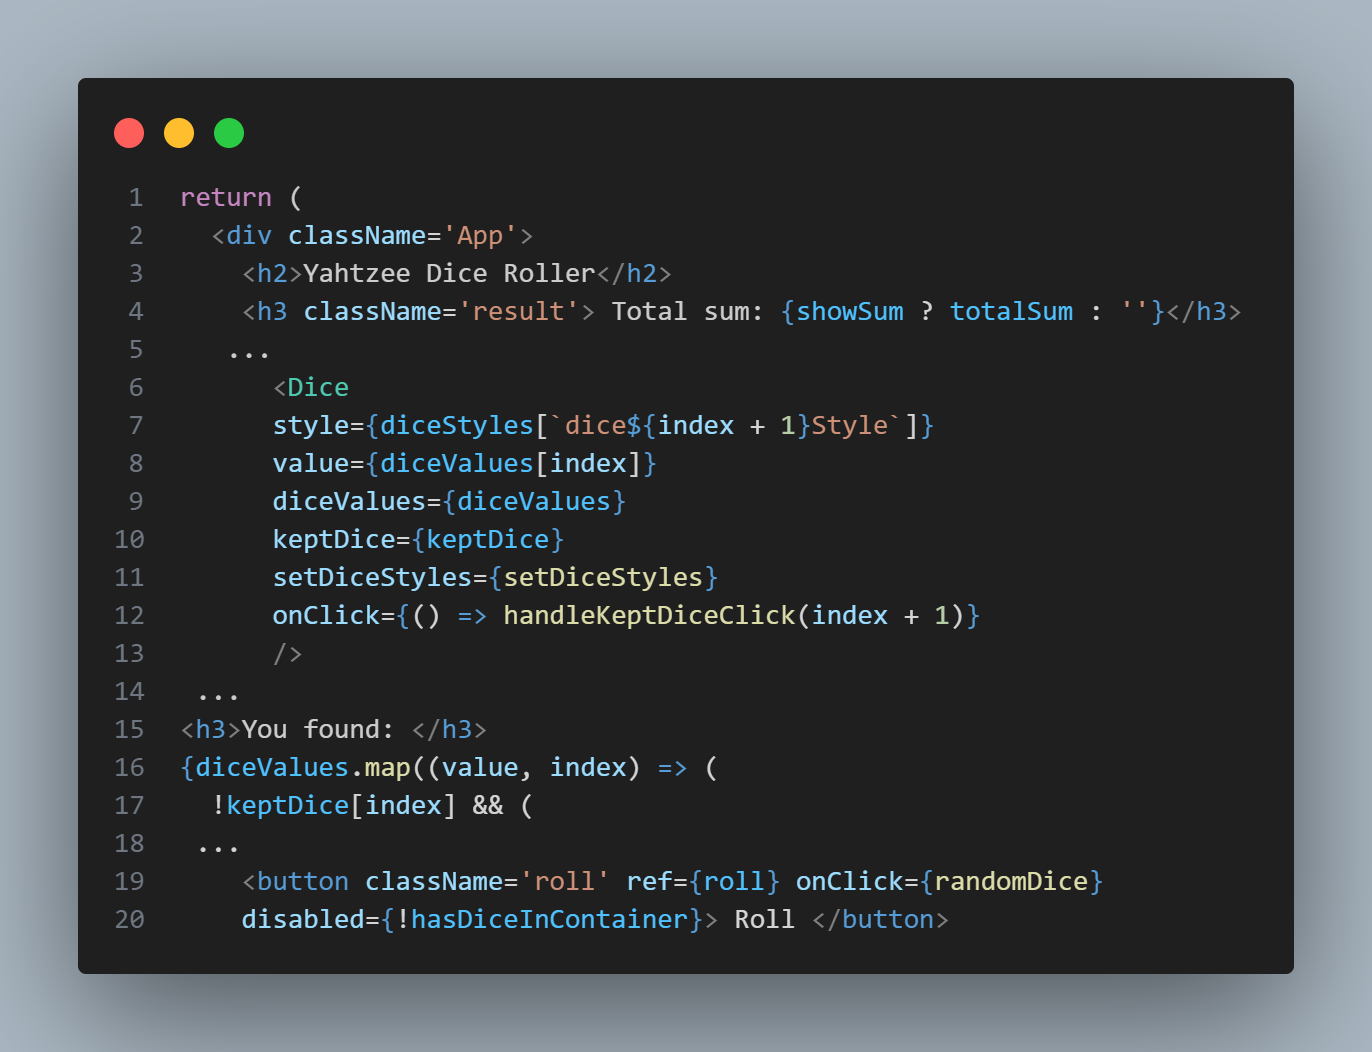 1 return (
2 <div className='App'>
3 <h2>Yahtzee Dice Roller</h2>
4 <h3 className='result'> Total sum: {showSum ? totalSum : ''}</h3>
5 ...
6 <Dice
7 style={diceStyles[`dice${index + 1}Style`]}
8 value={diceValues[index]}
9 diceValues={diceValues}
10 keptDice={keptDice}
11 setDiceStyles={setDiceStyles}
12 onClick={() => handleKeptDiceClick(index + 1)}
13 />
14 ...
15 <h3>You found: </h3>
16 {diceValues.map((value, index) => (
17 !keptDice[index] && (
18 ...
19 <button className='roll' ref={roll} onClick={randomDice}
20 disabled={!hasDiceInContainer}> Roll </button>